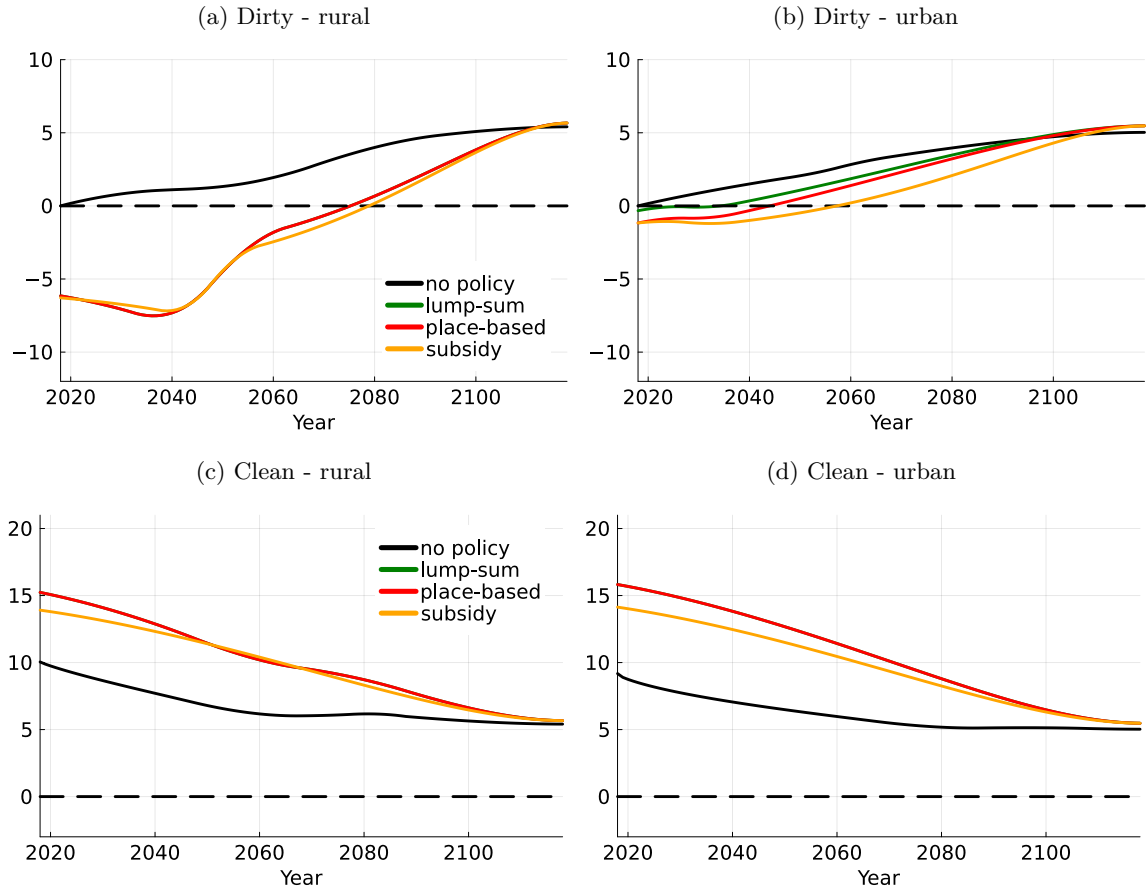 (a) Dirty - rural
(b) Dirty - urban
10
5
0
−5
−10
no policy
lump-sum
place-based
subsidy
2020 2040 2060 2080 2100
Year
10
5
0
−5
−10
2020 2040 2060 2080 2100
Year
(c) Clean - rural
(d) Clean - urban
20
15
10
5
0
no policy
lump-sum
place-based
subsidy
2020 2040 2060 2080 2100
Year
20
15
10
5
0
2020 2040 2060 2080 2100
Year